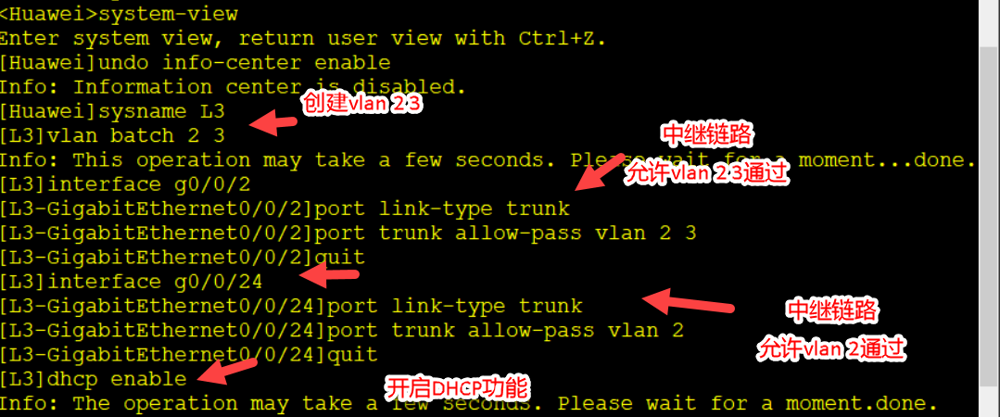 <Huawei>system-view
Enter system view, return user view with Ctrl+Z.
[Huawei]undo info-center enable
Info: Information center is disabled.
创建vlan 2 3
[Huawei]sysname L3
[L3]vlan batch 2 3
中继链路
Info: This operation may take a few seconds. Please wait for a moment...done.
允许vlan 2 3通过
[L3]interface g0/0/2
[L3-GigabitEthernet0/0/2]port link-type trunk
[L3-GigabitEthernet0/0/2]port trunk allow-pass vlan 2 3
[L3-GigabitEthernet0/0/2]quit
[L3]interface g0/0/24
[L3-GigabitEthernet0/0/24]port link-type trunk
中继链路
[L3-GigabitEthernet0/0/24]port trunk allow-pass vlan 2
允许vlan 2通过
[L3-GigabitEthernet0/0/24]quit
[L3]dhcp enable
开启DHCP功能
Info: The operation may take a few seconds. Please wait for a moment.done.